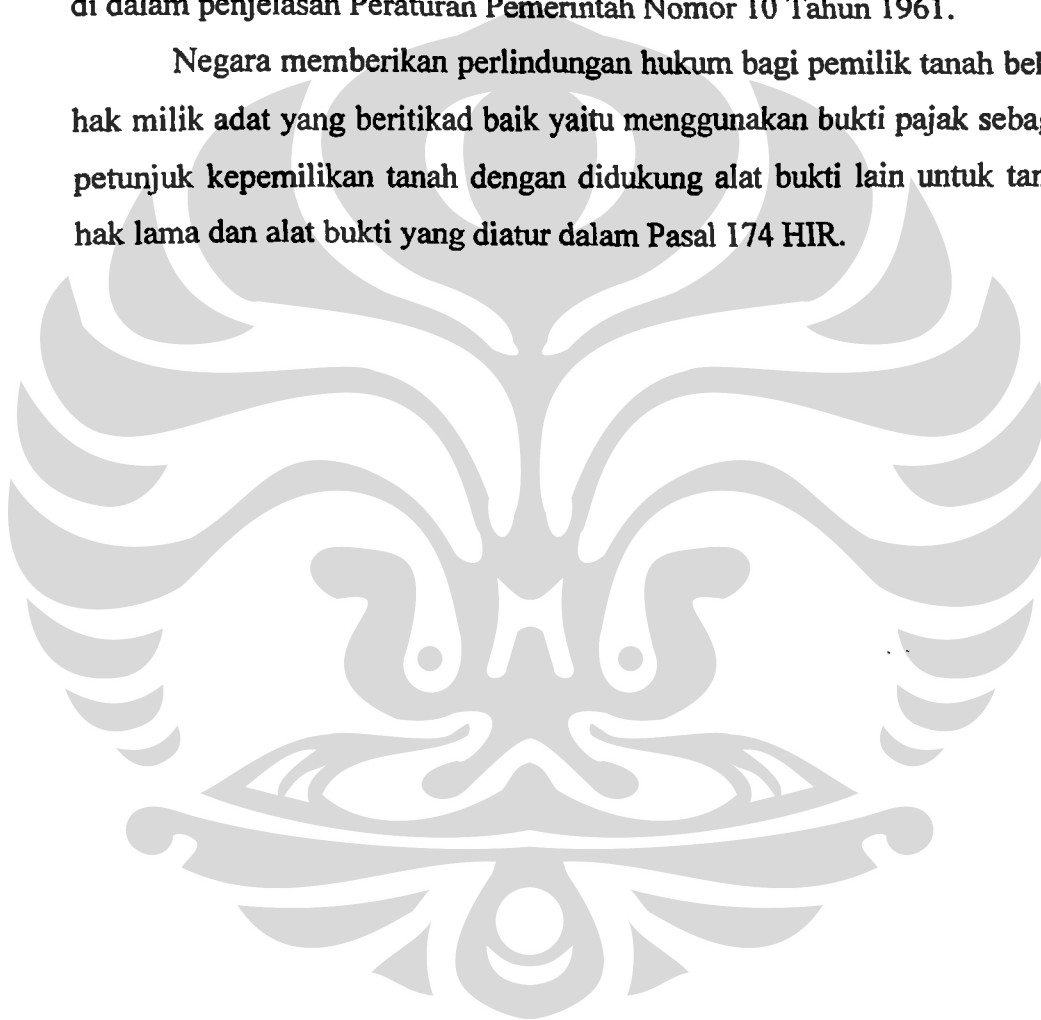 di dalam penjelasan Peraturan Pemerintah Nomor 10 Tahun 1961.
Negara memberikan perlindungan hukum bagi pemilik tanah
hak milik adat yang beritikad baik yaitu menggunakan bukti pajak
petunjuk kepemilikan tanah dengan didukung alat bukti lain untuk
hak lama dan alat bukti yang diatur dalam Pasal 174 HIR.